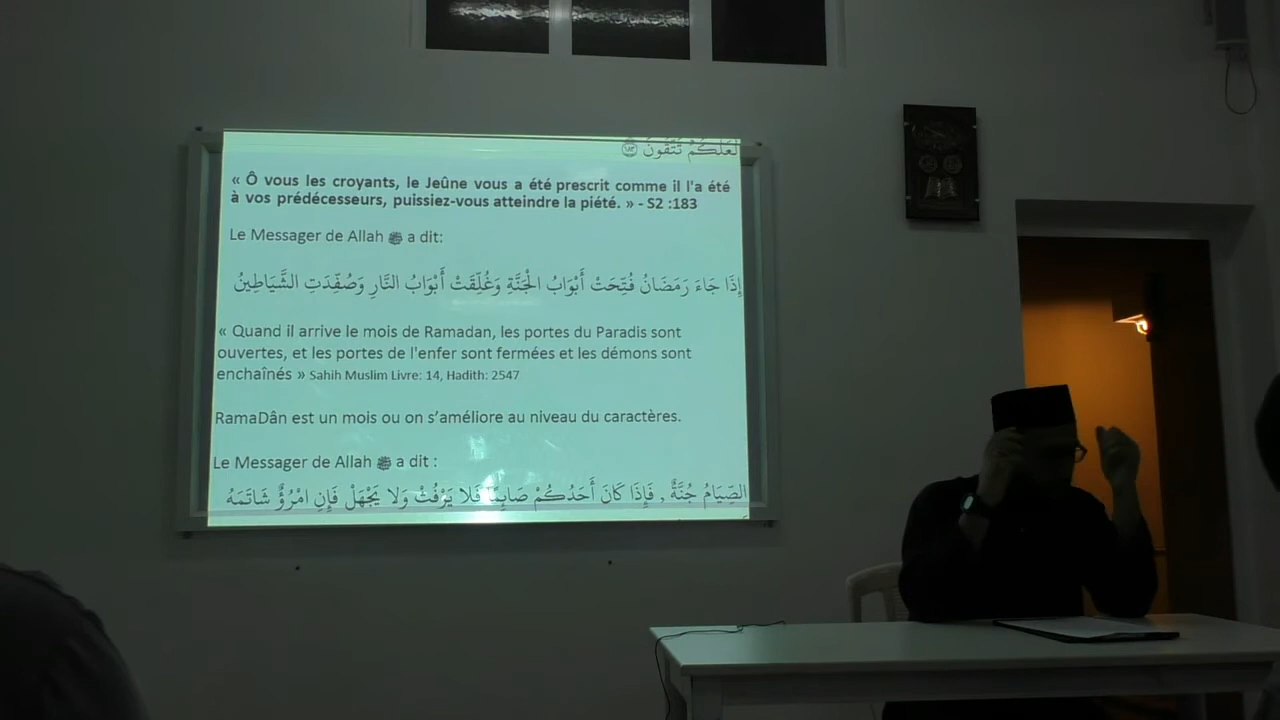 لَعَلَّكُمْ تَتَّقُونَ ١٨٣
« Ô vous les croyants, le Jeûne vous a été prescrit comme il l'a été
à vos prédécesseurs, puissiez-vous atteindre la piété. » - S2 :183
Le Messager de Allah ﷺ a dit:
إِذَا جَاءَ رَمَضَانُ فُتِّحَتْ أَبْوَابُ الْجَنَّةِ وَغُلِّقَتْ أَبْوَابُ النَّارِ وَصُفِّدَتِ الشَّيَاطِينُ
« Quand il arrive le mois de Ramadan, les portes du Paradis sont
ouvertes, et les portes de l'enfer sont fermées et les démons sont
enchaînés » Sahih Muslim Livre: 14, Hadith: 2547
RamaDân est un mois ou on s’améliore au niveau du caractères.
Le Messager de Allah ﷺ a dit :
الصِّيَامُ جُنَّةٌ , فَإِذَا كَانَ أَحَدُكُمْ صَايِمًا فَلا يَرْفُثْ وَلا يَجْهَلْ فَإِنِ امْرُؤٌ شَاتَمَهُ